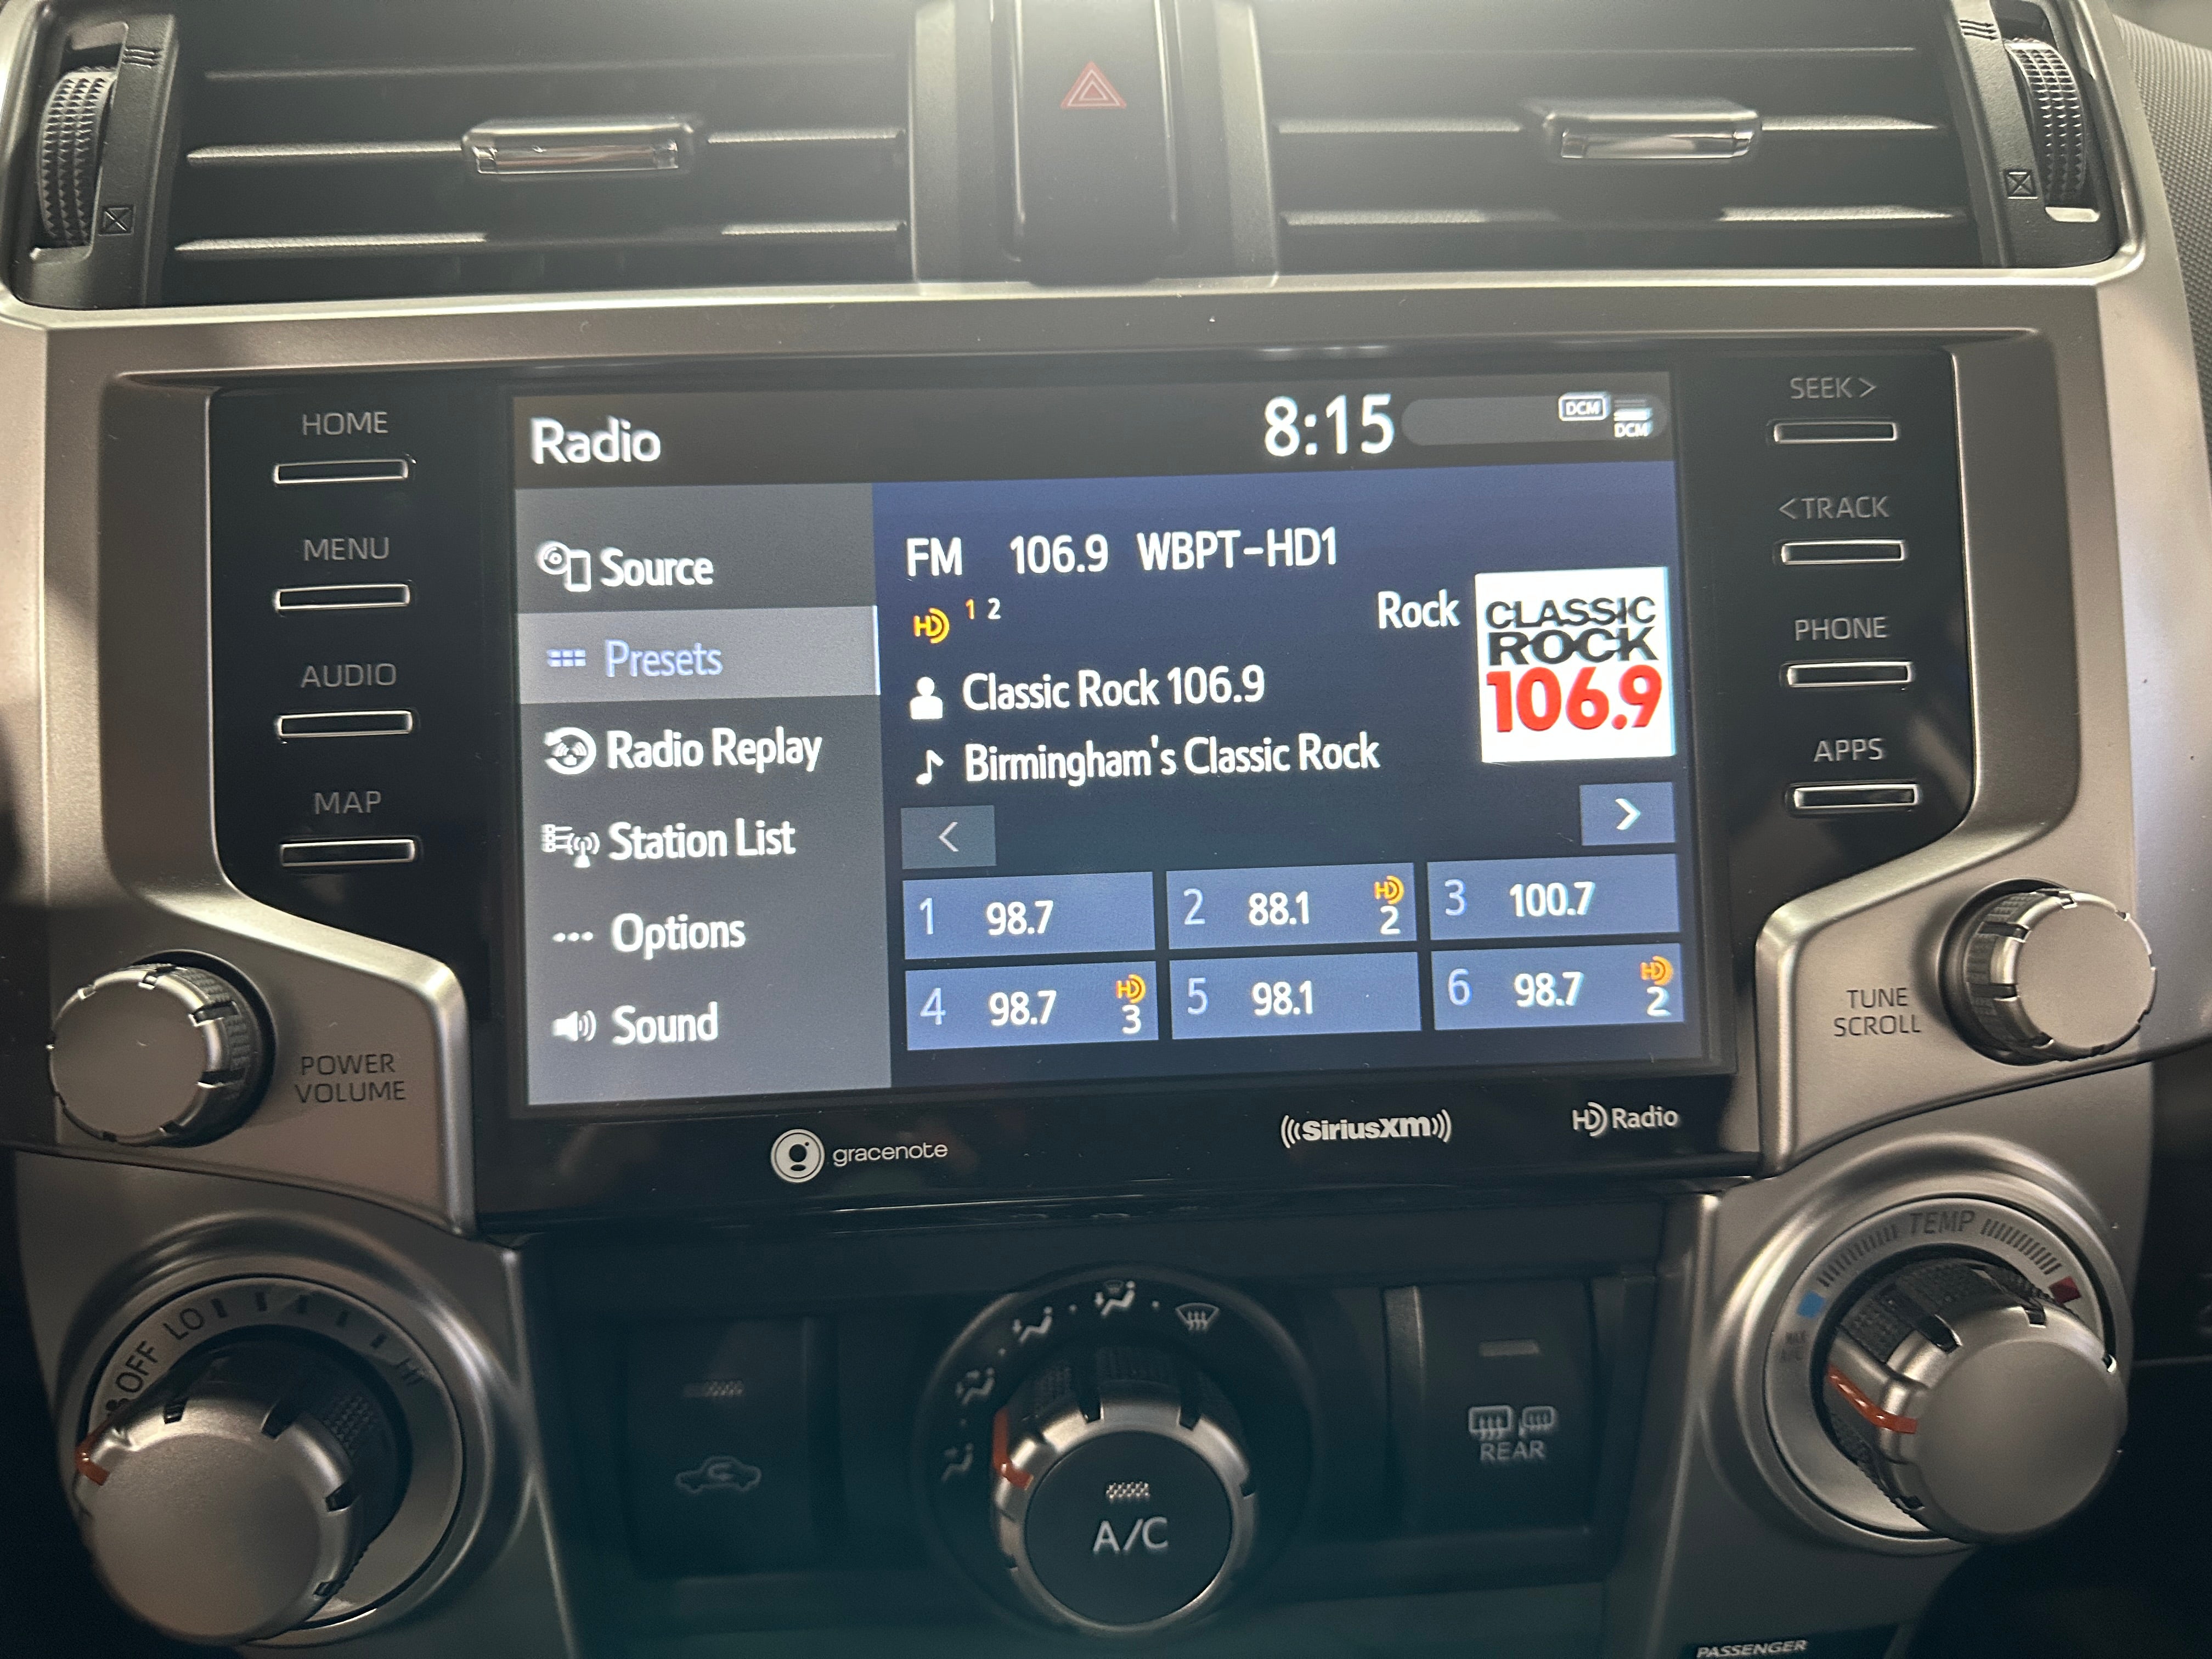 HOME
MENU
AUDIO
MAP
POWER
VOLUME
Radio
8:15
DCM
DCM
Source
Presets
Radio Replay
Station List
Options
Sound
FM 106.9 WBPT-HD1
HD 1 2
Rock
CLASSIC
ROCK
106.9
Classic Rock 106.9
Birmingham's Classic Rock
<
>
1 98.7
2 88.1 HD 2
3 100.7
4 98.7 HD 3
5 98.1
6 98.7 HD 2
SEEK >
< TRACK
PHONE
APPS
TUNE
SCROLL
gracenote
((SiriusXM))
HD Radio
OFF LO HI
A/C
REAR
TEMP
PASSENGER